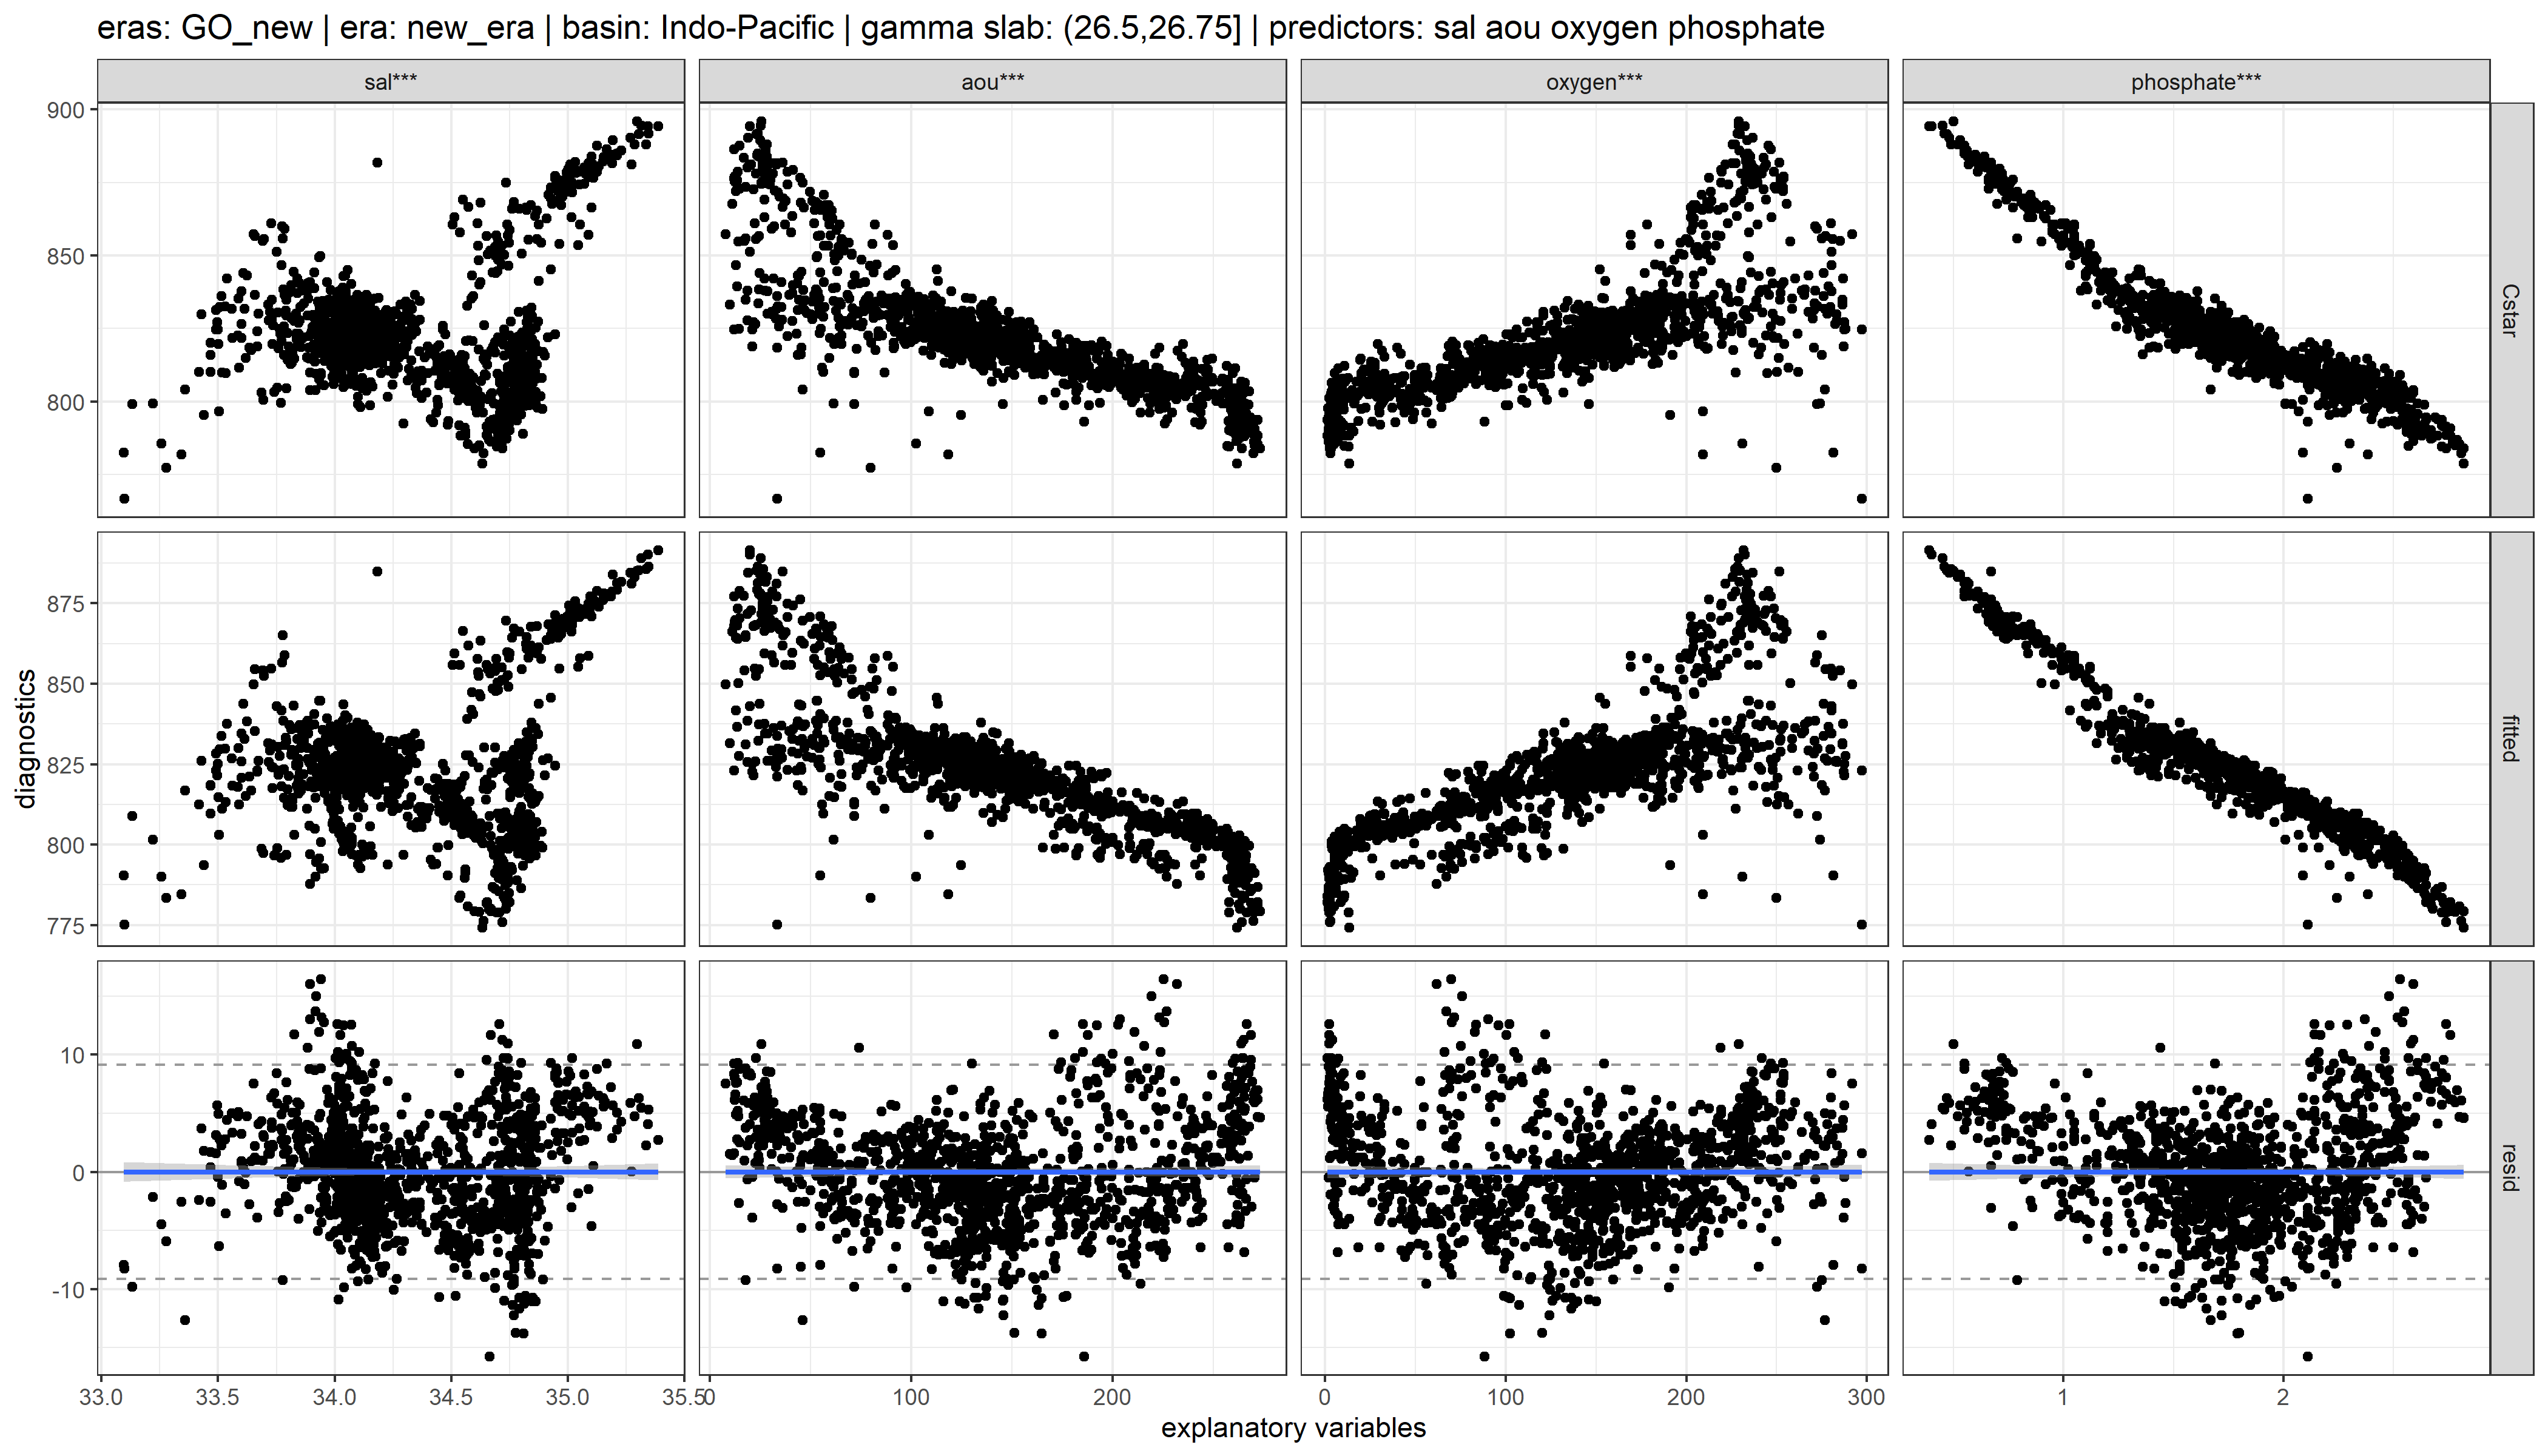 eras: GO_new | era: new_era | basin: Indo-Pacific | gamma slab: (26.5,26.75] | predictors: sal aou oxygen phosphate
sal*** aou*** oxygen*** phosphate***
900
850
800
Cstar
875
850
825
800
775
fitted
diagnostics
10
0
-10
resid
33.0 33.5 34.0 34.5 35.0 35.5 0 100 200 0 100 200 300 1 2
explanatory variables